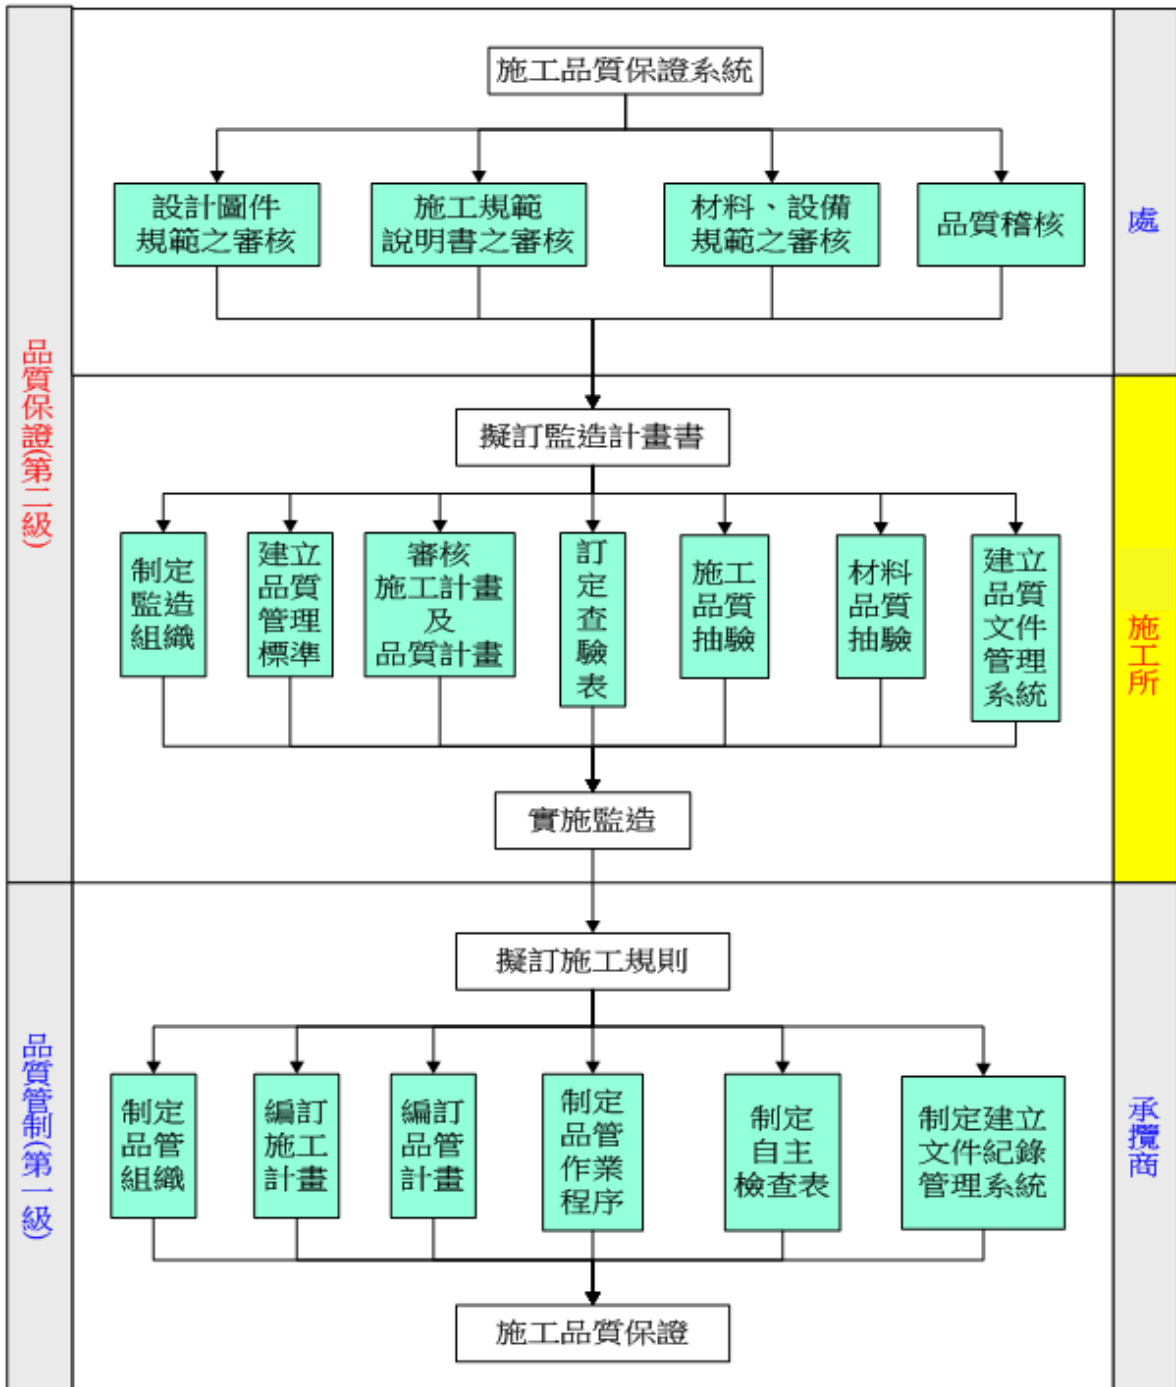 施工品質保證系統
設計圖件
規範之審核
施工規範
說明書之審核
材料、設備
規範之審核
品質稽核
處
品質保證(第二級)
擬訂監造計畫書
制定
監造
組織
建立
品質
管理
標準
審核
施工計畫
及
品質計畫
訂
定
查
驗
表
施工
品質
抽驗
材料
品質
抽驗
建立
品質
文件
管理
系統
施工所
實施監造
品質管制(第一級)
擬訂施工規則
制定
品管
組織
編訂
施工
計畫
編訂
品管
計畫
制定
品管
作業
程序
制定
自主
檢查表
制定建立
文件紀錄
管理系統
承攬商
施工品質保證